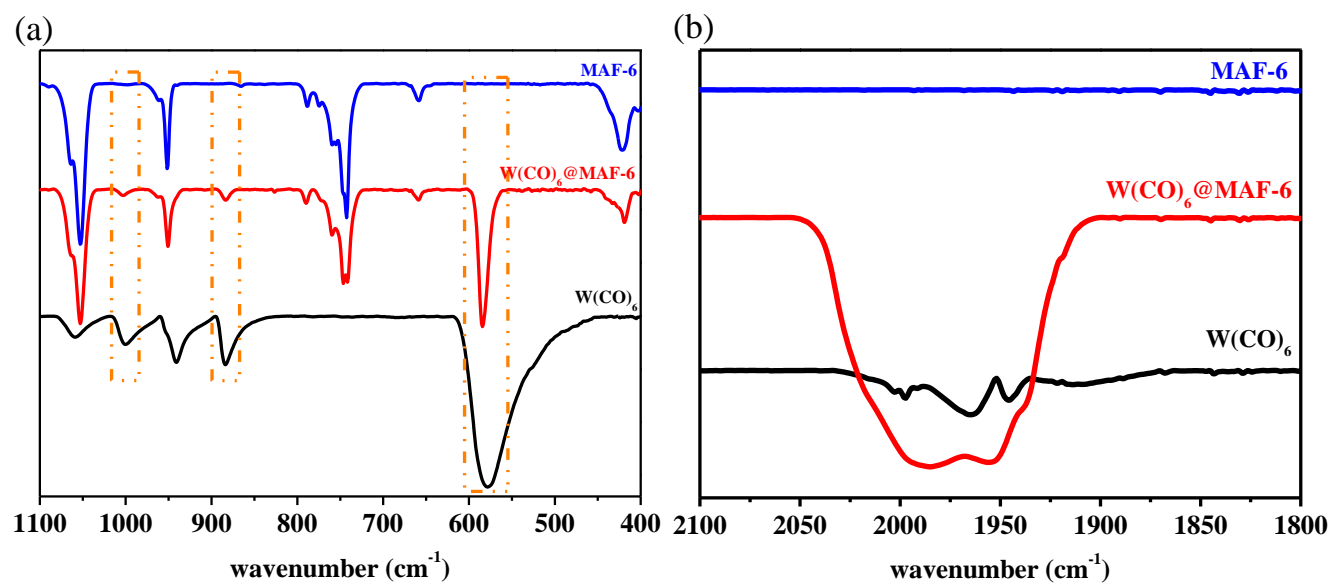 (a)
MAF-6
W(CO)6@MAF-6
W(CO)6
1100 1000 900 800 700 600 500 400
wavenumber (cm-1)
(b)
MAF-6
W(CO)6@MAF-6
W(CO)6
2100 2050 2000 1950 1900 1850 1800
wavenumber (cm-1)